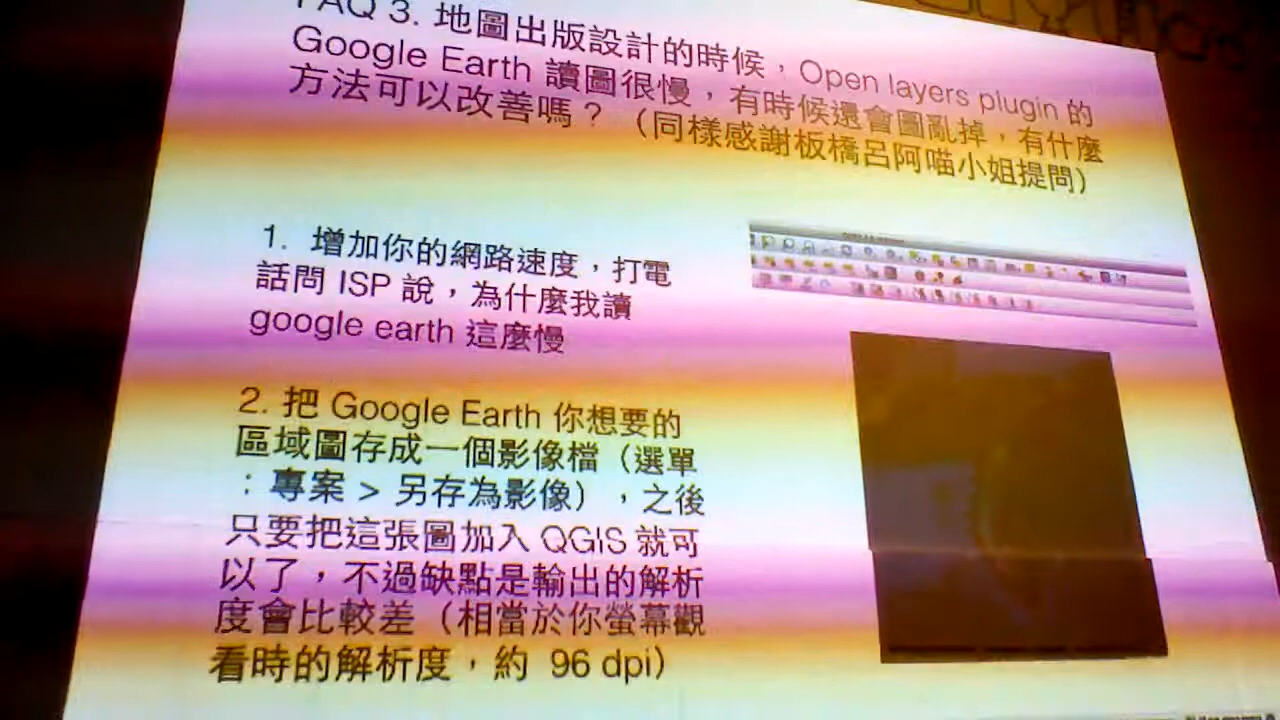 FAQ 3. 地圖出版設計的時候，Open layers plugin 的
Google Earth 讀圖很慢，有時候還會圖亂掉，有什麼
方法可以改善嗎？（同樣感謝板橋呂阿喵小姐提問）
1. 增加你的網路速度，打電
話問 ISP 說，為什麼我讀
google earth 這麼慢
2. 把 Google Earth 你想要的
區域圖存成一個影像檔（選單
：專案 > 另存為影像），之後
只要把這張圖加入 QGIS 就可
以了，不過缺點是輸出的解析
度會比較差（相當於你螢幕觀
看時的解析度，約 96 dpi）